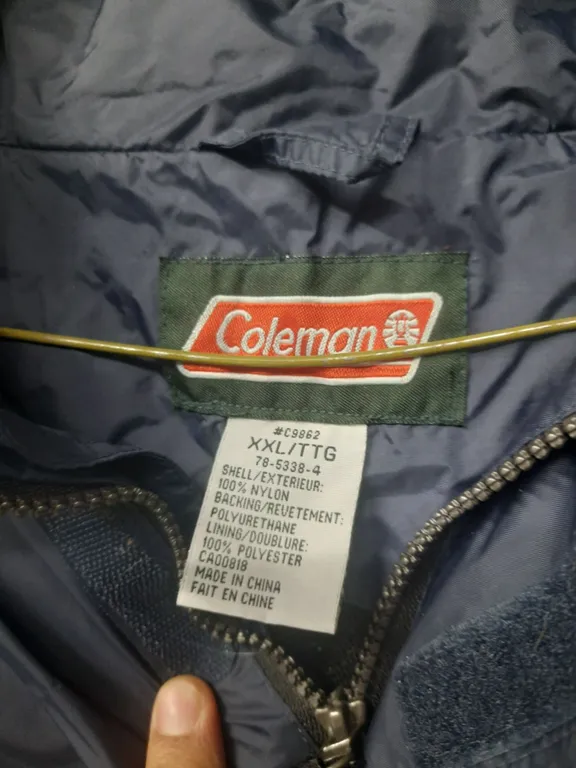 Coleman
#C9862
XXL/TTG
78-5338-4
SHELL/EXTERIEUR:
100% NYLON
BACKING/REVETEMENT:
POLYURETHANE
LINING/DOUBLURE:
100% POLYESTER
CA00818
MADE IN CHINA
FAIT EN CHINE